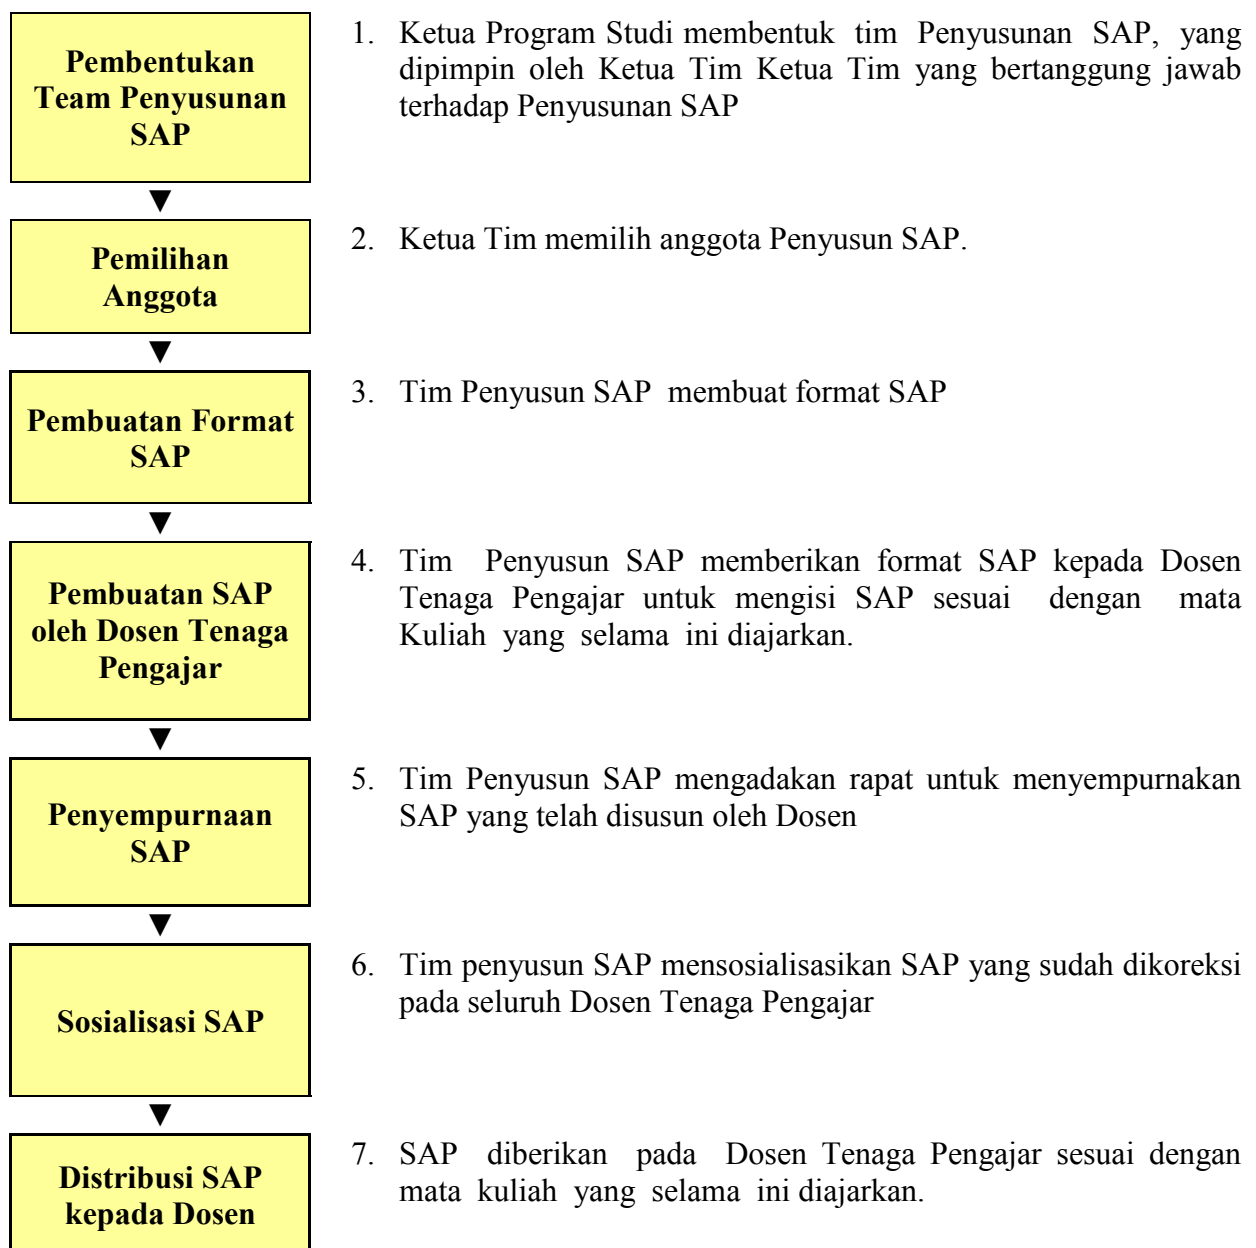 Pembentukan
Team Penyusunan
SAP
1. Ketua Program Studi membentuk tim Penyusunan SAP, yang
dipimpin oleh Ketua Tim Ketua Tim yang bertanggung jawab
terhadap Penyusunan SAP
▼
Pemilihan
Anggota
2. Ketua Tim memilih anggota Penyusun SAP.
▼
Pembuatan Format
SAP
3. Tim Penyusun SAP membuat format SAP
▼
Pembuatan SAP
oleh Dosen Tenaga
Pengajar
4. Tim Penyusun SAP memberikan format SAP kepada Dosen
Tenaga Pengajar untuk mengisi SAP sesuai dengan mata
Kuliah yang selama ini diajarkan.
▼
Penyempurnaan
SAP
5. Tim Penyusun SAP mengadakan rapat untuk menyempurnakan
SAP yang telah disusun oleh Dosen
▼
Sosialisasi SAP
6. Tim penyusun SAP mensosialisasikan SAP yang sudah dikoreksi
pada seluruh Dosen Tenaga Pengajar
▼
Distribusi SAP
kepada Dosen
7. SAP diberikan pada Dosen Tenaga Pengajar sesuai dengan
mata kuliah yang selama ini diajarkan.